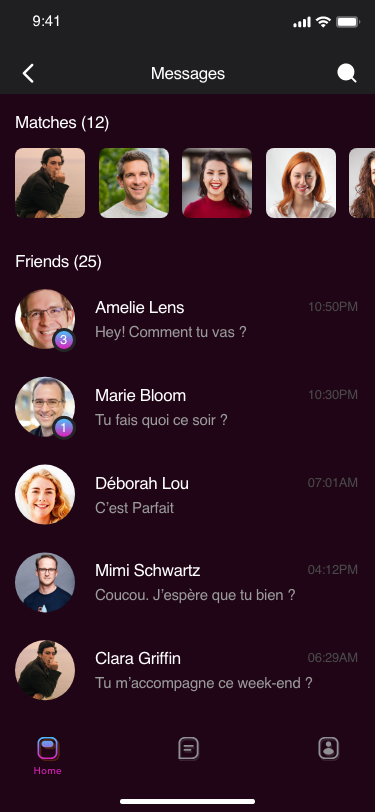 9:41
Messages
Matches (12)
Friends (25)
Amelie Lens 10:50PM
Hey! Comment tu vas ?
3
Marie Bloom 10:30PM
Tu fais quoi ce soir ?
1
Déborah Lou 07:01AM
C’est Parfait
Mimi Schwartz 04:12PM
Coucou. J’espère que tu bien ?
Clara Griffin 06:29AM
Tu m’accompagne ce week-end ?
Home